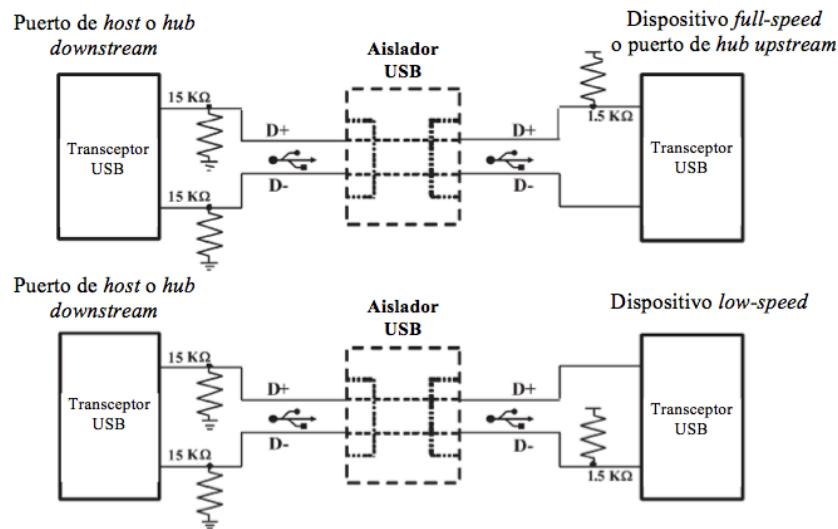 Puerto de host o hub
downstream
Aislador
USB
Dispositivo full-speed
o puerto de hub upstream
15 KΩ
Transceptor
USB
D+
D+
1.5 KΩ
Transceptor
USB
15 KΩ
D-
D-
Puerto de host o hub
downstream
Aislador
USB
Dispositivo low-speed
15 KΩ
Transceptor
USB
D+
D+
Transceptor
USB
15 KΩ
D-
D-
1.5 KΩ